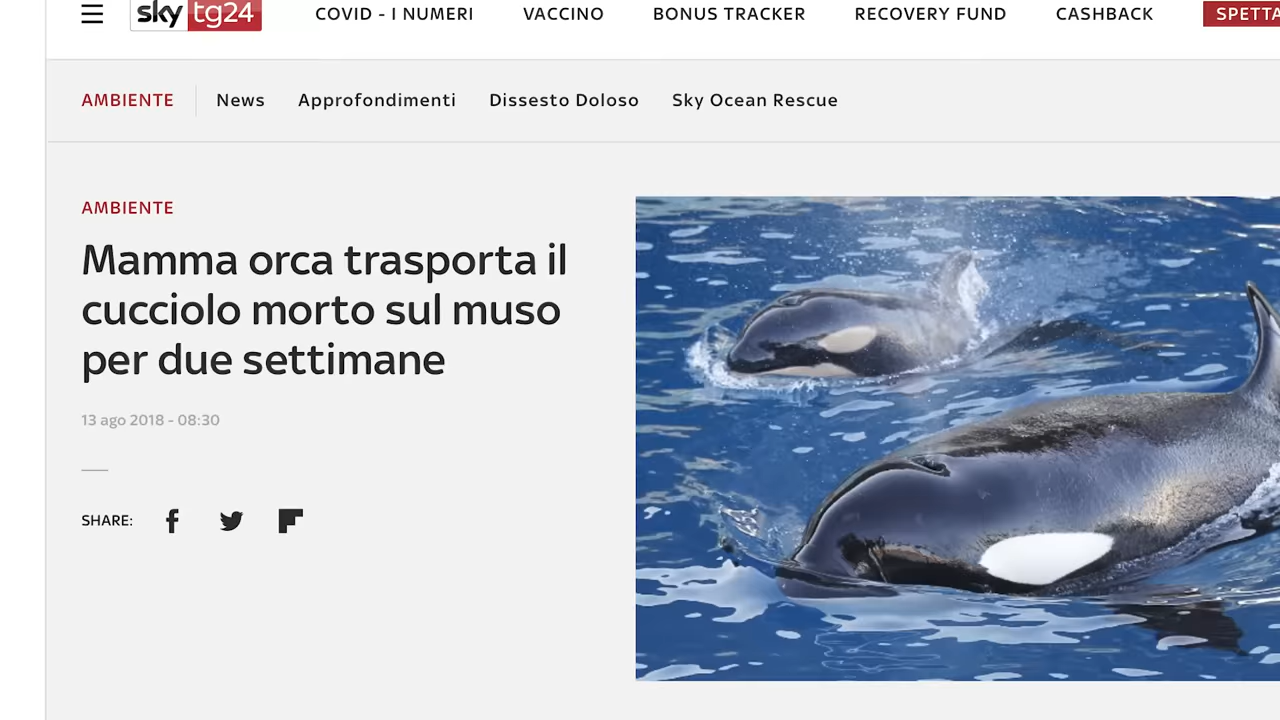 sky tg24 COVID - I NUMERI VACCINO BONUS TRACKER RECOVERY FUND CASHBACK
AMBIENTE News Approfondimenti Dissesto Doloso Sky Ocean Rescue
AMBIENTE
Mamma orca trasporta il
cucciolo morto sul muso
per due settimane
13 ago 2018 - 08:30
SHARE: